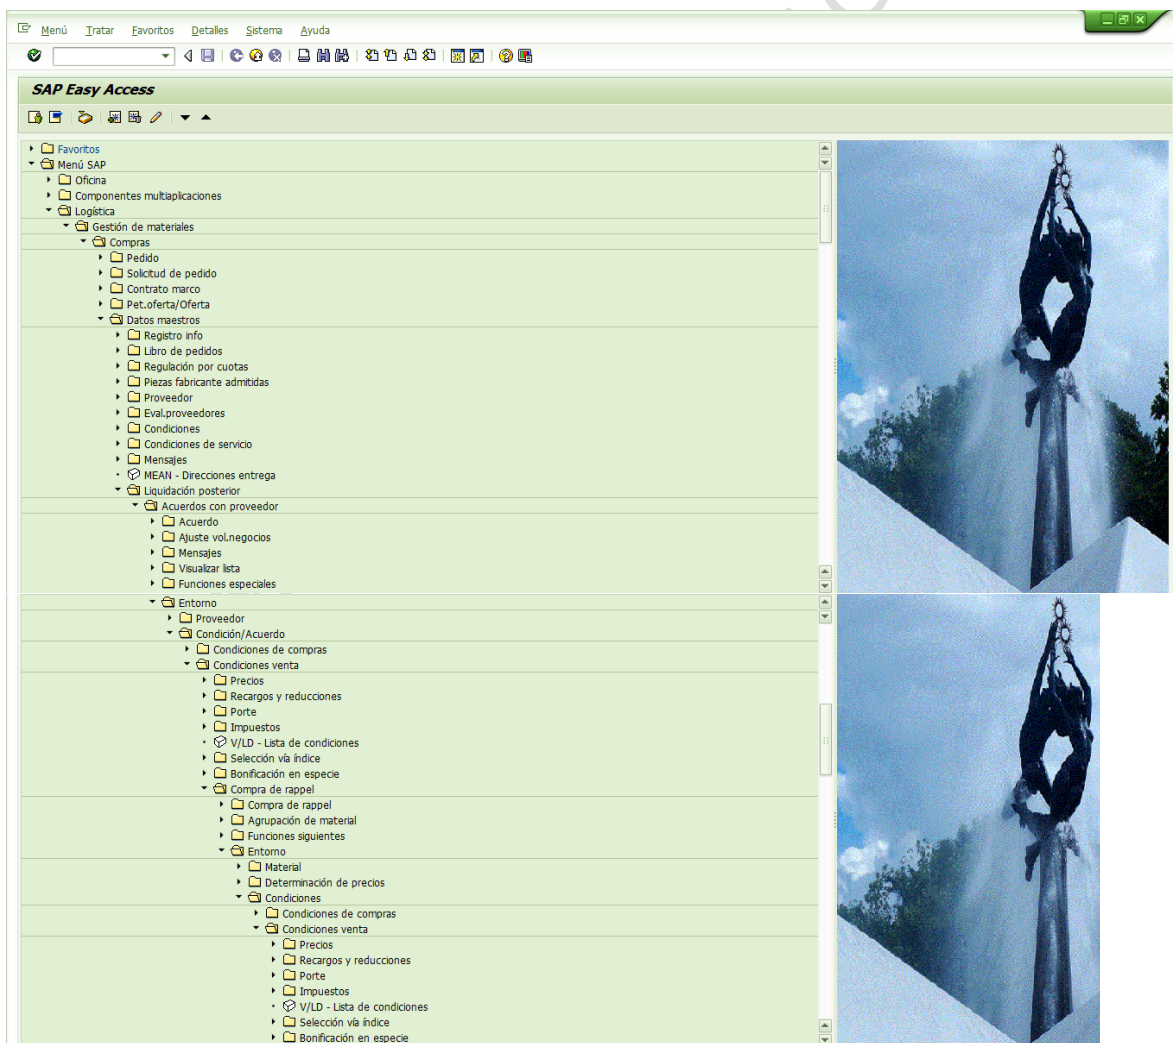 Menú Tratar Favoritos Detalles Sistema Ayuda
SAP Easy Access
Favoritos
Menú SAP
Oficina
Componentes multiaplicaciones
Logística
Gestión de materiales
Compras
Pedido
Solicitud de pedido
Contrato marco
Pet.oferta/Oferta
Datos maestros
Registro info
Libro de pedidos
Regulación por cuotas
Piezas fabricante admitidas
Proveedor
Eval.proveedores
Condiciones
Condiciones de servicio
Mensajes
MEAN - Direcciones entrega
Liquidación posterior
Acuerdos con proveedor
Acuerdo
Ajuste vol.negocios
Mensajes
Visualizar lista
Funciones especiales
Entorno
Proveedor
Condición/Acuerdo
Condiciones de compras
Condiciones venta
Precios
Recargos y reducciones
Porte
Impuestos
V/LD - Lista de condiciones
Selección vía índice
Bonificación en especie
Compra de rappel
Compra de rappel
Agrupación de material
Funciones siguientes
Entorno
Material
Determinación de precios
Condiciones
Condiciones de compras
Condiciones venta
Precios
Recargos y reducciones
Porte
Impuestos
V/LD - Lista de condiciones
Selección vía índice
Bonificación en especie